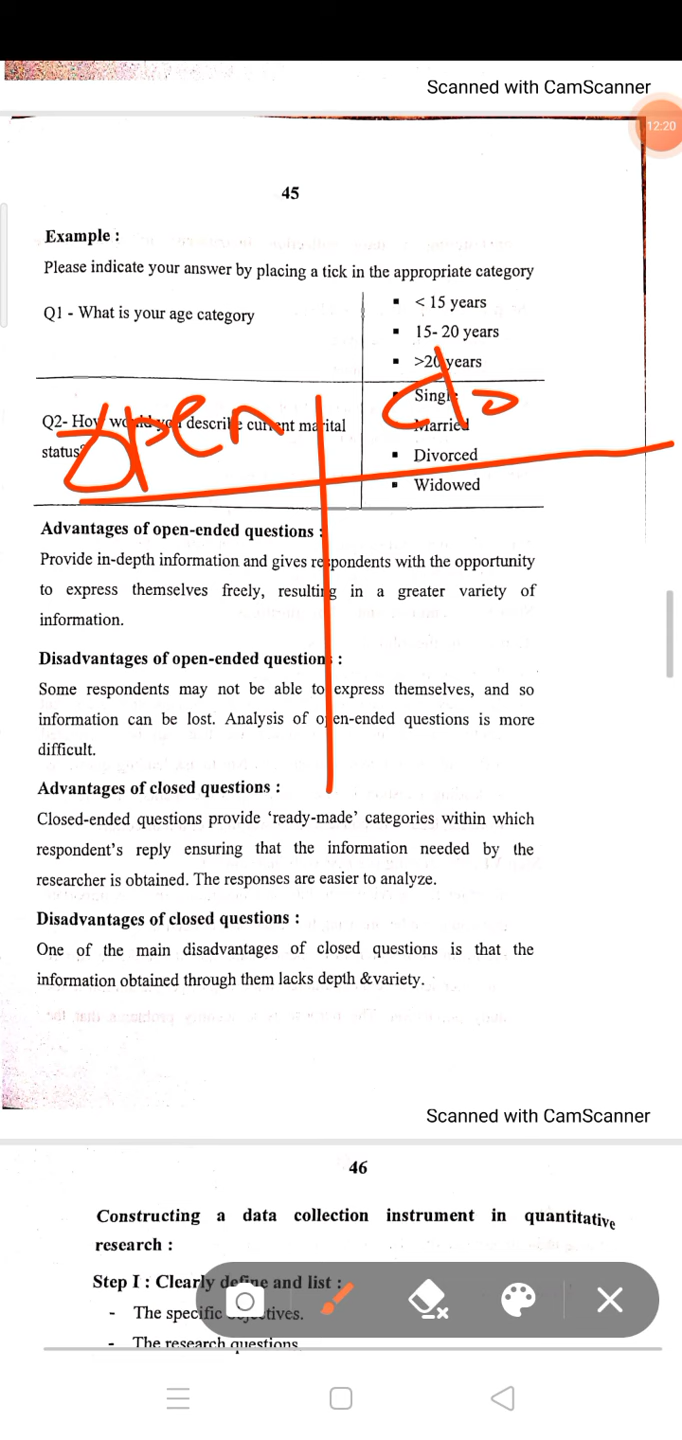 Scanned with CamScanner
12:20
45
Example :
Please indicate your answer by placing a tick in the appropriate category
Q1 - What is your age category
▪ < 15 years
▪ 15- 20 years
▪ >20 years
Q2- How would you describe current marital
status?
▪ Single
▪ Married
▪ Divorced
▪ Widowed
open
clo
Advantages of open-ended questions :
Provide in-depth information and gives respondents with the opportunity
to express themselves freely, resulting in a greater variety of
information.
Disadvantages of open-ended questions :
Some respondents may not be able to express themselves, and so
information can be lost. Analysis of open-ended questions is more
difficult.
Advantages of closed questions :
Closed-ended questions provide ‘ready-made’ categories within which
respondent’s reply ensuring that the information needed by the
researcher is obtained. The responses are easier to analyze.
Disadvantages of closed questions :
One of the main disadvantages of closed questions is that the
information obtained through them lacks depth &variety.
Scanned with CamScanner
46
Constructing a data collection instrument in quantitative
research :
Step I : Clearly define and list :
- The specific objectives.
- The research questions